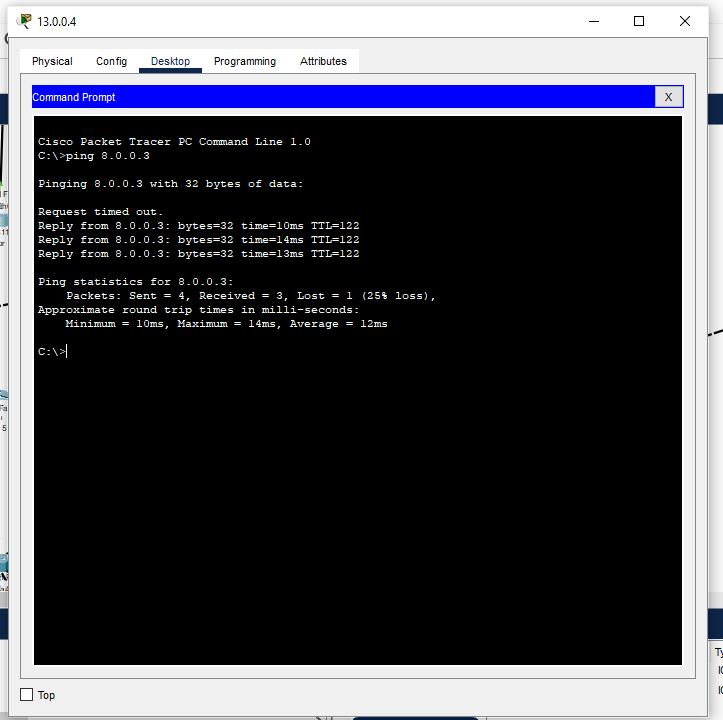 13.0.0.4
Physical Config Desktop Programming Attributes
Command Prompt X
Cisco Packet Tracer PC Command Line 1.0
C:\>ping 8.0.0.3
Pinging 8.0.0.3 with 32 bytes of data:
Request timed out.
Reply from 8.0.0.3: bytes=32 time=10ms TTL=122
Reply from 8.0.0.3: bytes=32 time=14ms TTL=122
Reply from 8.0.0.3: bytes=32 time=13ms TTL=122
Ping statistics for 8.0.0.3:
Packets: Sent = 4, Received = 3, Lost = 1 (25% loss),
Approximate round trip times in milli-seconds:
Minimum = 10ms, Maximum = 14ms, Average = 12ms
C:\>
Top